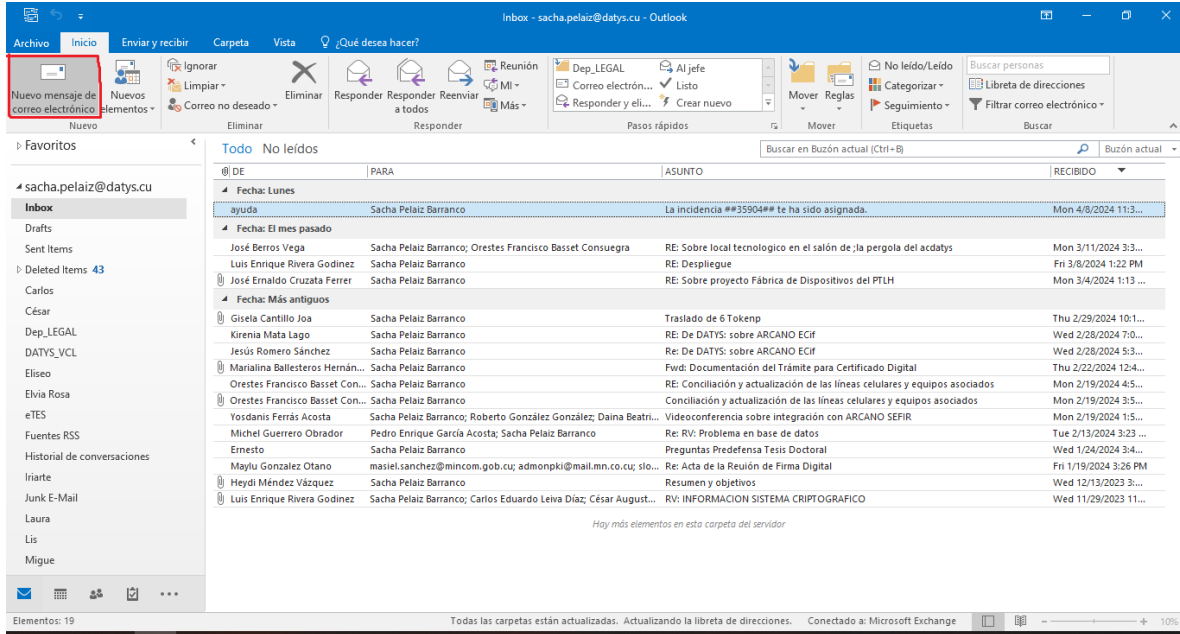 Inbox - sacha.pelaiz@datys.cu - Outlook
Archivo Inicio Enviar y recibir Carpeta Vista ¿Qué desea hacer?
Nuevo mensaje de correo electrónico
Nuevos elementos
Nuevo
Ignorar
Limpiar
Correo no deseado
Eliminar
Eliminar
Responder
Responder a todos
Reenviar
Reunión
MI
Más
Responder
Dep_LEGAL
Correo electrón...
Responder y eli...
Al jefe
Listo
Crear nuevo
Pasos rápidos
Mover
Reglas
Mover
No leído/Leído
Categorizar
Seguimiento
Etiquetas
Buscar personas
Libreta de direcciones
Filtrar correo electrónico
Buscar
Favoritos
sacha.pelaiz@datys.cu
Inbox
Drafts
Sent Items
Deleted Items 43
Carlos
César
Dep_LEGAL
DATYS_VCL
Eliseo
Elvia Rosa
eTES
Fuentes RSS
Historial de conversaciones
Iriarte
Junk E-Mail
Laura
Lis
Migue
Todo No leídos
Buscar en Buzón actual (Ctrl+B) Buzón actual
DE PARA ASUNTO RECIBIDO
Fecha: Lunes
ayuda Sacha Pelaiz Barranco La incidencia ##35904## te ha sido asignada. Mon 4/8/2024 11:3...
Fecha: El mes pasado
José Berros Vega Sacha Pelaiz Barranco; Orestes Francisco Basset Consuegra RE: Sobre local tecnologico en el salón de ;la pergola del acdatys Mon 3/11/2024 3:3...
Luis Enrique Rivera Godinez Sacha Pelaiz Barranco RE: Despliegue Fri 3/8/2024 1:22 PM
José Ernaldo Cruzata Ferrer Sacha Pelaiz Barranco RE: Sobre proyecto Fábrica de Dispositivos del PTLH Mon 3/4/2024 1:13 ...
Fecha: Más antiguos
Gisela Cantillo Joa Sacha Pelaiz Barranco Traslado de 6 Tokenp Thu 2/29/2024 10:1...
Kirenia Mata Lago Sacha Pelaiz Barranco RE: De DATYS: sobre ARCANO ECif Wed 2/28/2024 7:0...
Jesús Romero Sánchez Sacha Pelaiz Barranco Re: De DATYS: sobre ARCANO ECif Wed 2/28/2024 5:3...
Marialina Ballesteros Hernán... Sacha Pelaiz Barranco Fwd: Documentación del Trámite para Certificado Digital Thu 2/22/2024 12:4...
Orestes Francisco Basset Con... Sacha Pelaiz Barranco RE: Conciliación y actualización de las líneas celulares y equipos asociados Mon 2/19/2024 4:5...
Orestes Francisco Basset Con... Sacha Pelaiz Barranco Conciliación y actualización de las líneas celulares y equipos asociados Mon 2/19/2024 3:5...
Yosdanis Ferrás Acosta Sacha Pelaiz Barranco; Roberto González González; Daina Beatri... Videoconferencia sobre integración con ARCANO SEFIR Mon 2/19/2024 1:5...
Michel Guerrero Obrador Pedro Enrique García Acosta; Sacha Pelaiz Barranco Re: RV: Problema en base de datos Tue 2/13/2024 3:23 ...
Ernesto Sacha Pelaiz Barranco Preguntas Predefensa Tesis Doctoral Wed 1/24/2024 3:4...
Maylu Gonzalez Otano masiel.sanchez@mincom.gob.cu; admonpki@mail.mn.co.cu; slo... Re: Acta de la Reuión de Firma Digital Fri 1/19/2024 3:26 PM
Heydi Méndez Vázquez Sacha Pelaiz Barranco Resumen y objetivos Wed 12/13/2023 3:...
Luis Enrique Rivera Godinez Sacha Pelaiz Barranco; Carlos Eduardo Leiva Díaz; César August... RV: INFORMACION SISTEMA CRIPTOGRAFICO Wed 11/29/2023 11...
Hay más elementos en esta carpeta del servidor
Elementos: 19 Todas las carpetas están actualizadas. Actualizando la libreta de direcciones. Conectado a: Microsoft Exchange 10%